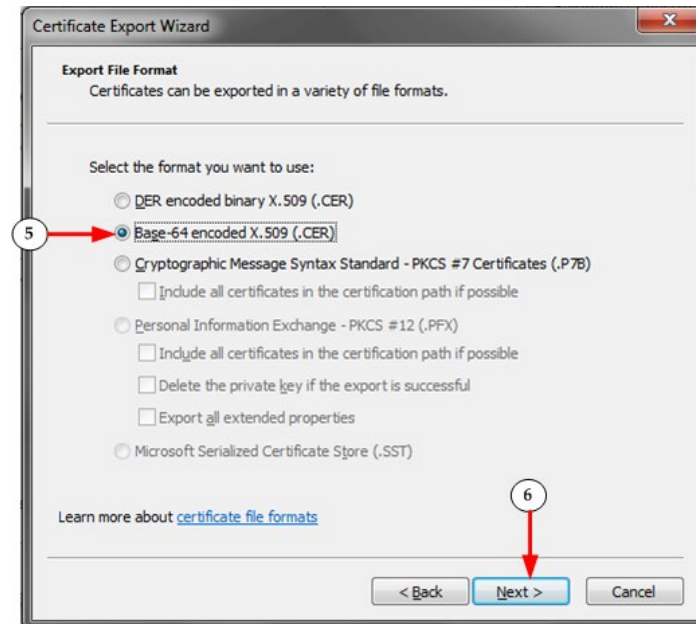 Certificate Export Wizard
Export File Format
Certificates can be exported in a variety of file formats.
Select the format you want to use:
DER encoded binary X.509 (.CER)
5
Base-64 encoded X.509 (.CER)
Cryptographic Message Syntax Standard - PKCS #7 Certificates (.P7B)
Include all certificates in the certification path if possible
Personal Information Exchange - PKCS #12 (.PFX)
Include all certificates in the certification path if possible
Delete the private key if the export is successful
Export all extended properties
Microsoft Serialized Certificate Store (.SST)
6
Learn more about certificate file formats
< Back Next > Cancel